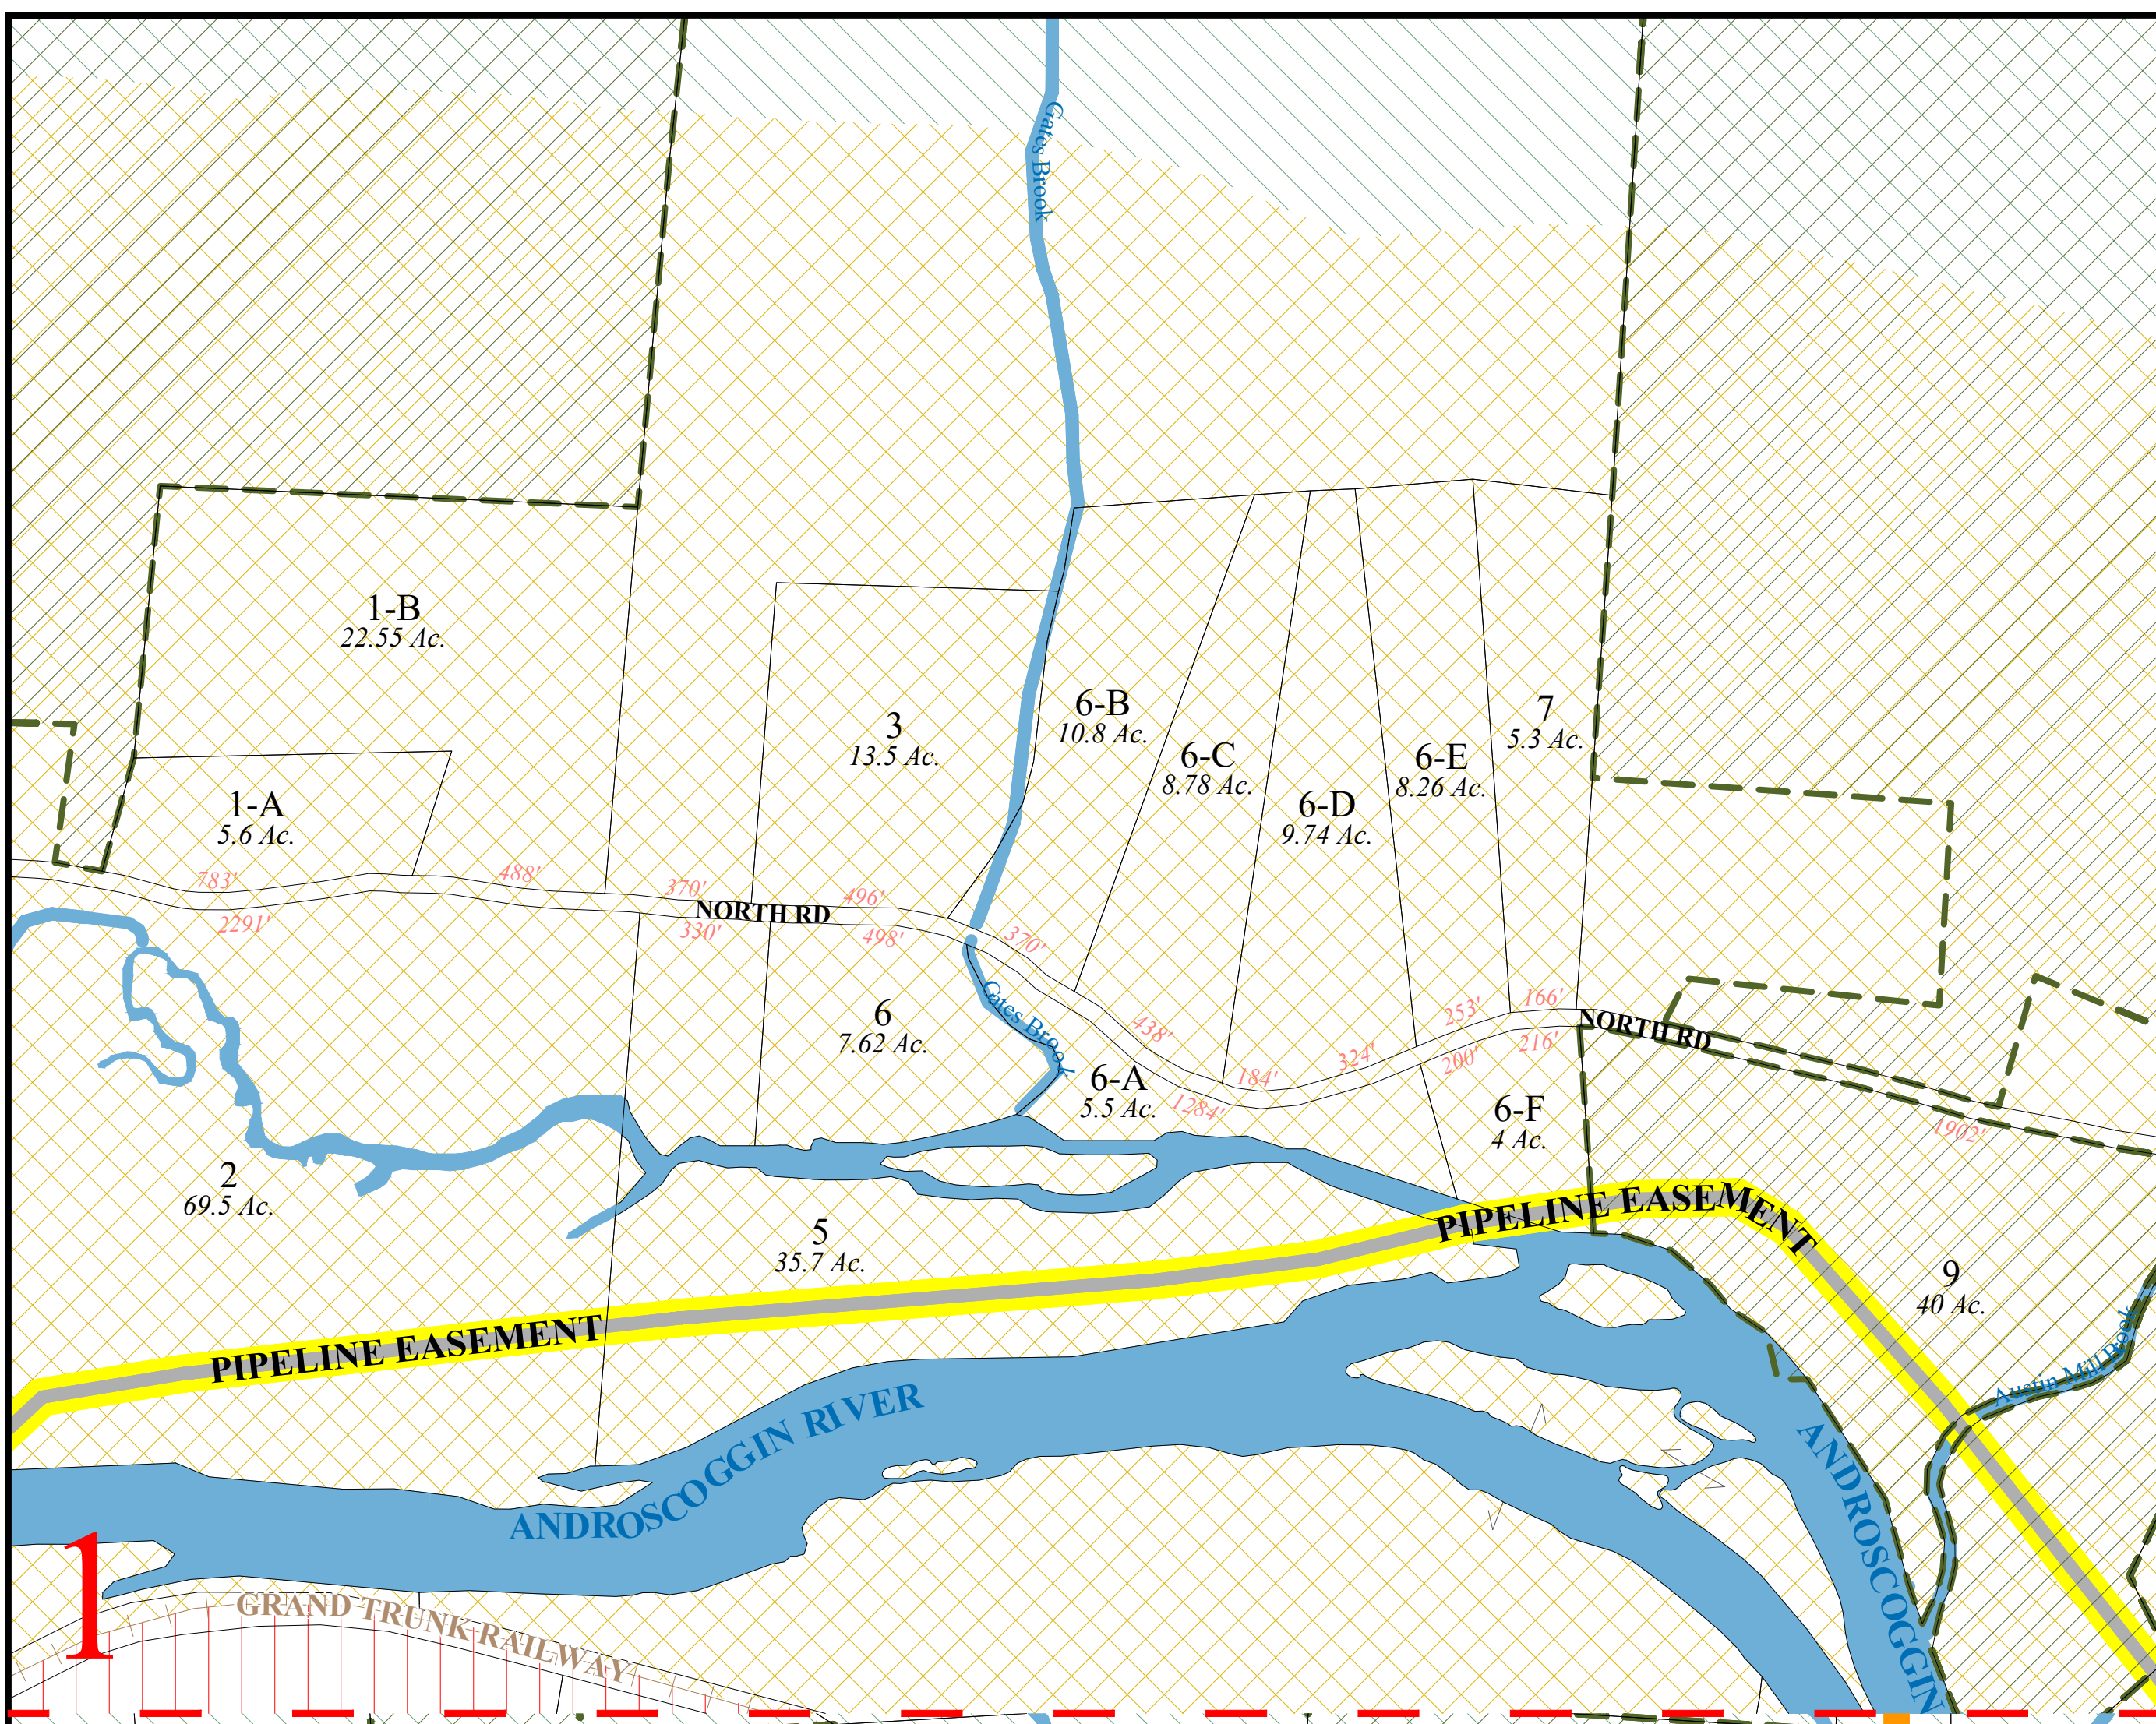 Gates Brook
1-B
22.55 Ac.
3
13.5 Ac.
6-B
10.8 Ac.
6-C
8.78 Ac.
6-D
9.74 Ac.
6-E
8.26 Ac.
7
5.3 Ac.
1-A
5.6 Ac.
783'
488'
370'
496'
NORTH RD
2291'
330'
498'
370'
438'
184'
324'
253'
166'
NORTH RD
Gates Brook
6
7.62 Ac.
6-A
5.5 Ac.
1284'
200'
216'
6-F
4 Ac.
1902'
2
69.5 Ac.
5
35.7 Ac.
PIPELINE EASEMENT
9
40 Ac.
PIPELINE EASEMENT
Austin Mill Brook
ANDROSCOGGIN RIVER
ANDROSCOGGIN
1
GRAND TRUNK RAILWAY